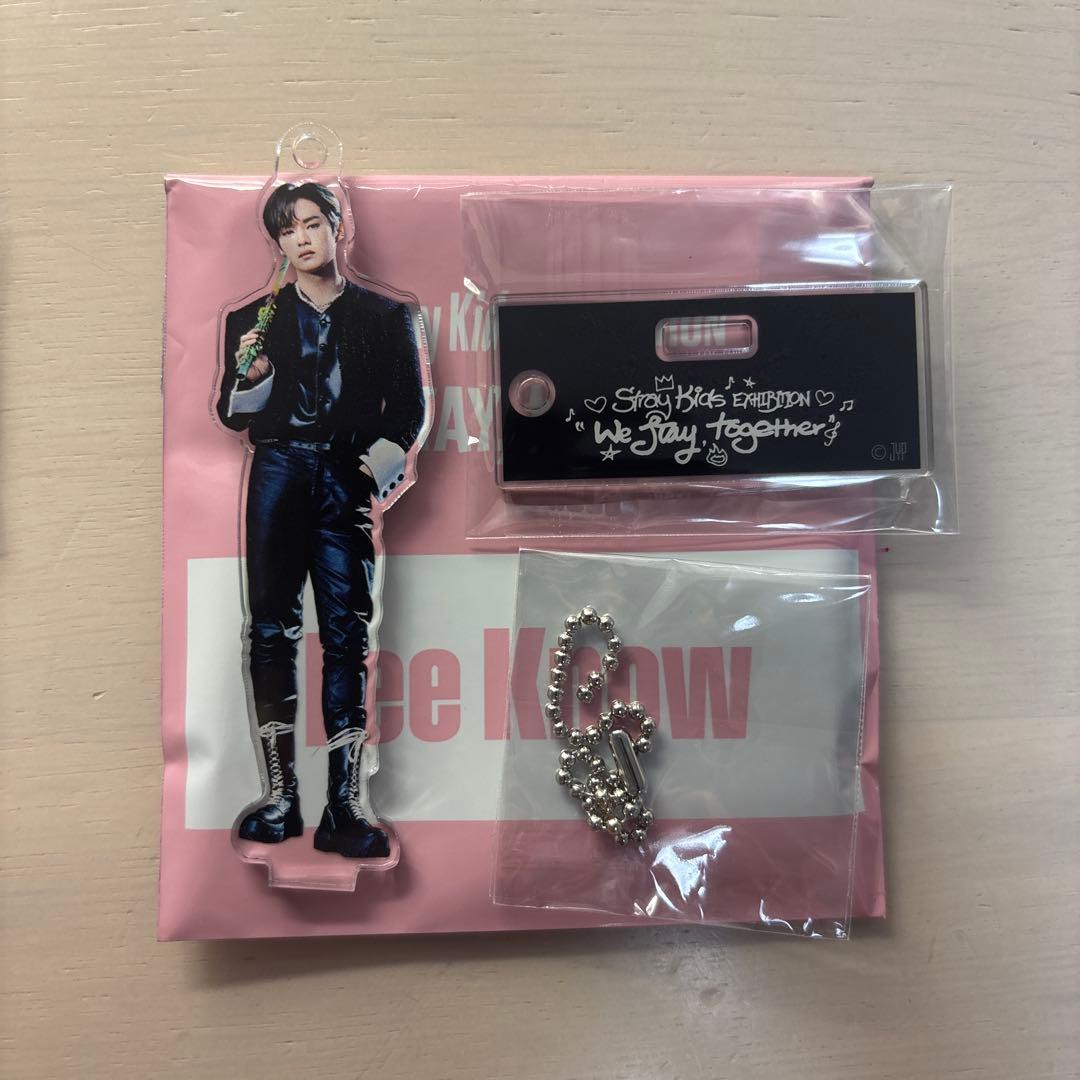 Stray Kids EXHIBITION
"We Stay, together"
© JYP
Lee Know